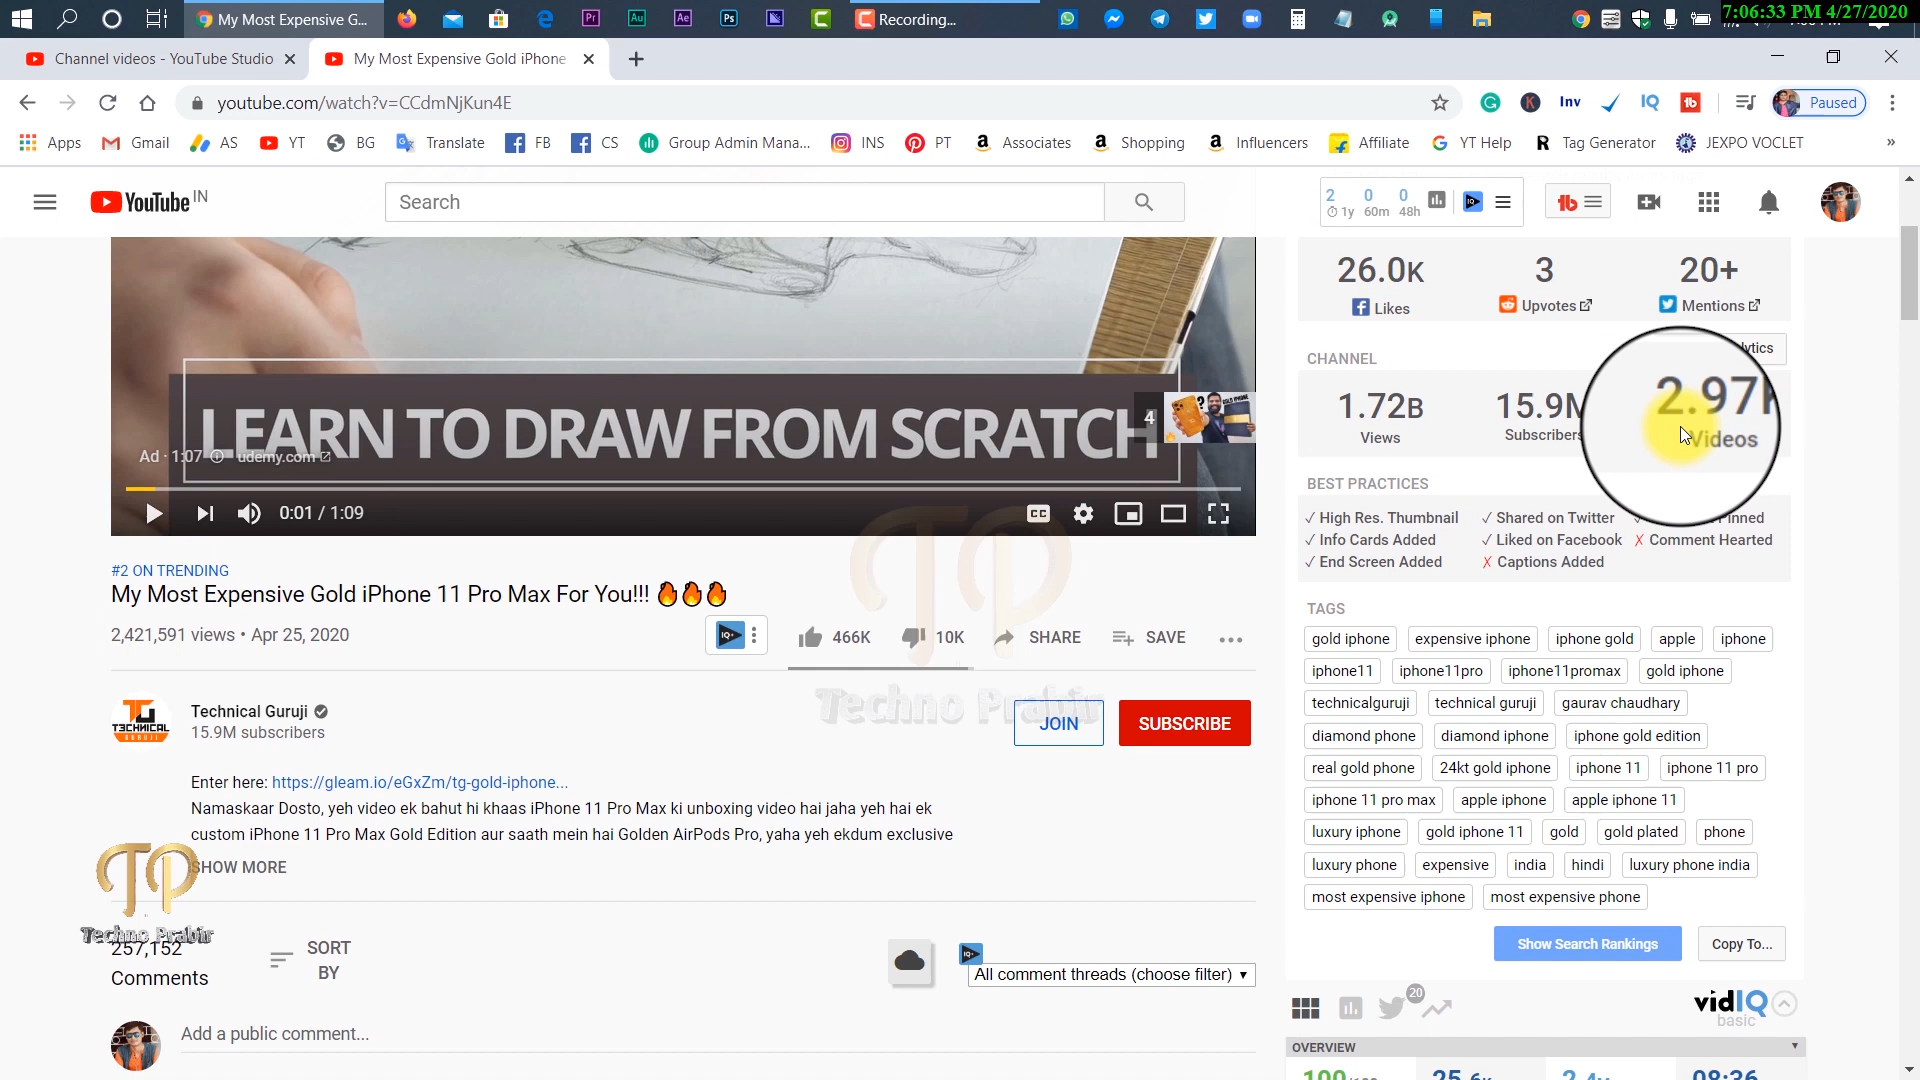 My Most Expensive G...
Pr
Au
Ae
Ps
Recording...
7:06:33 PM 4/27/2020
Channel videos - YouTube Studio
My Most Expensive Gold iPhone
youtube.com/watch?v=CCdmNjKun4E
Inv
IQ
Paused
Apps
Gmail
AS
YT
BG
Translate
FB
CS
Group Admin Mana...
INS
PT
Associates
Shopping
Influencers
Affiliate
YT Help
Tag Generator
JEXPO VOCLET
YouTube IN
Search
2 0 0
1y 60m 48h
26.0K 3 20+
Likes Upvotes Mentions
CHANNEL
1.72B 15.9M 2.97K
Views Subscribers Videos
BEST PRACTICES
✓ High Res. Thumbnail ✓ Shared on Twitter
✓ Info Cards Added ✓ Liked on Facebook ✗ Comment Hearted
✓ End Screen Added ✗ Captions Added
TAGS
gold iphone expensive iphone iphone gold apple iphone
iphone11 iphone11pro iphone11promax gold iphone
technicalguruji technical guruji gaurav chaudhary
diamond phone diamond iphone iphone gold edition
real gold phone 24kt gold iphone iphone 11 iphone 11 pro
iphone 11 pro max apple iphone apple iphone 11
luxury iphone gold iphone 11 gold gold plated phone
luxury phone expensive india hindi luxury phone india
most expensive iphone most expensive phone
Show Search Rankings Copy To...
20
vidIQ
basic
OVERVIEW
LEARN TO DRAW FROM SCRATCH
4
Ad · 1:07 udemy.com
0:01 / 1:09
CC
#2 ON TRENDING
My Most Expensive Gold iPhone 11 Pro Max For You!!! 🔥🔥🔥
2,421,591 views • Apr 25, 2020
466K 10K SHARE SAVE
TP
Techno Prabir
TECHNICAL
Technical Guruji
15.9M subscribers
JOIN SUBSCRIBE
Enter here: https://gleam.io/eGxZm/tg-gold-iphone...
Namaskaar Dosto, yeh video ek bahut hi khaas iPhone 11 Pro Max ki unboxing video hai jaha yeh hai ek
custom iPhone 11 Pro Max Gold Edition aur saath mein hai Golden AirPods Pro, yaha yeh ekdum exclusive
SHOW MORE
TP
Techno Prabir
257,152
Comments
SORT
BY
All comment threads (choose filter)
Add a public comment...